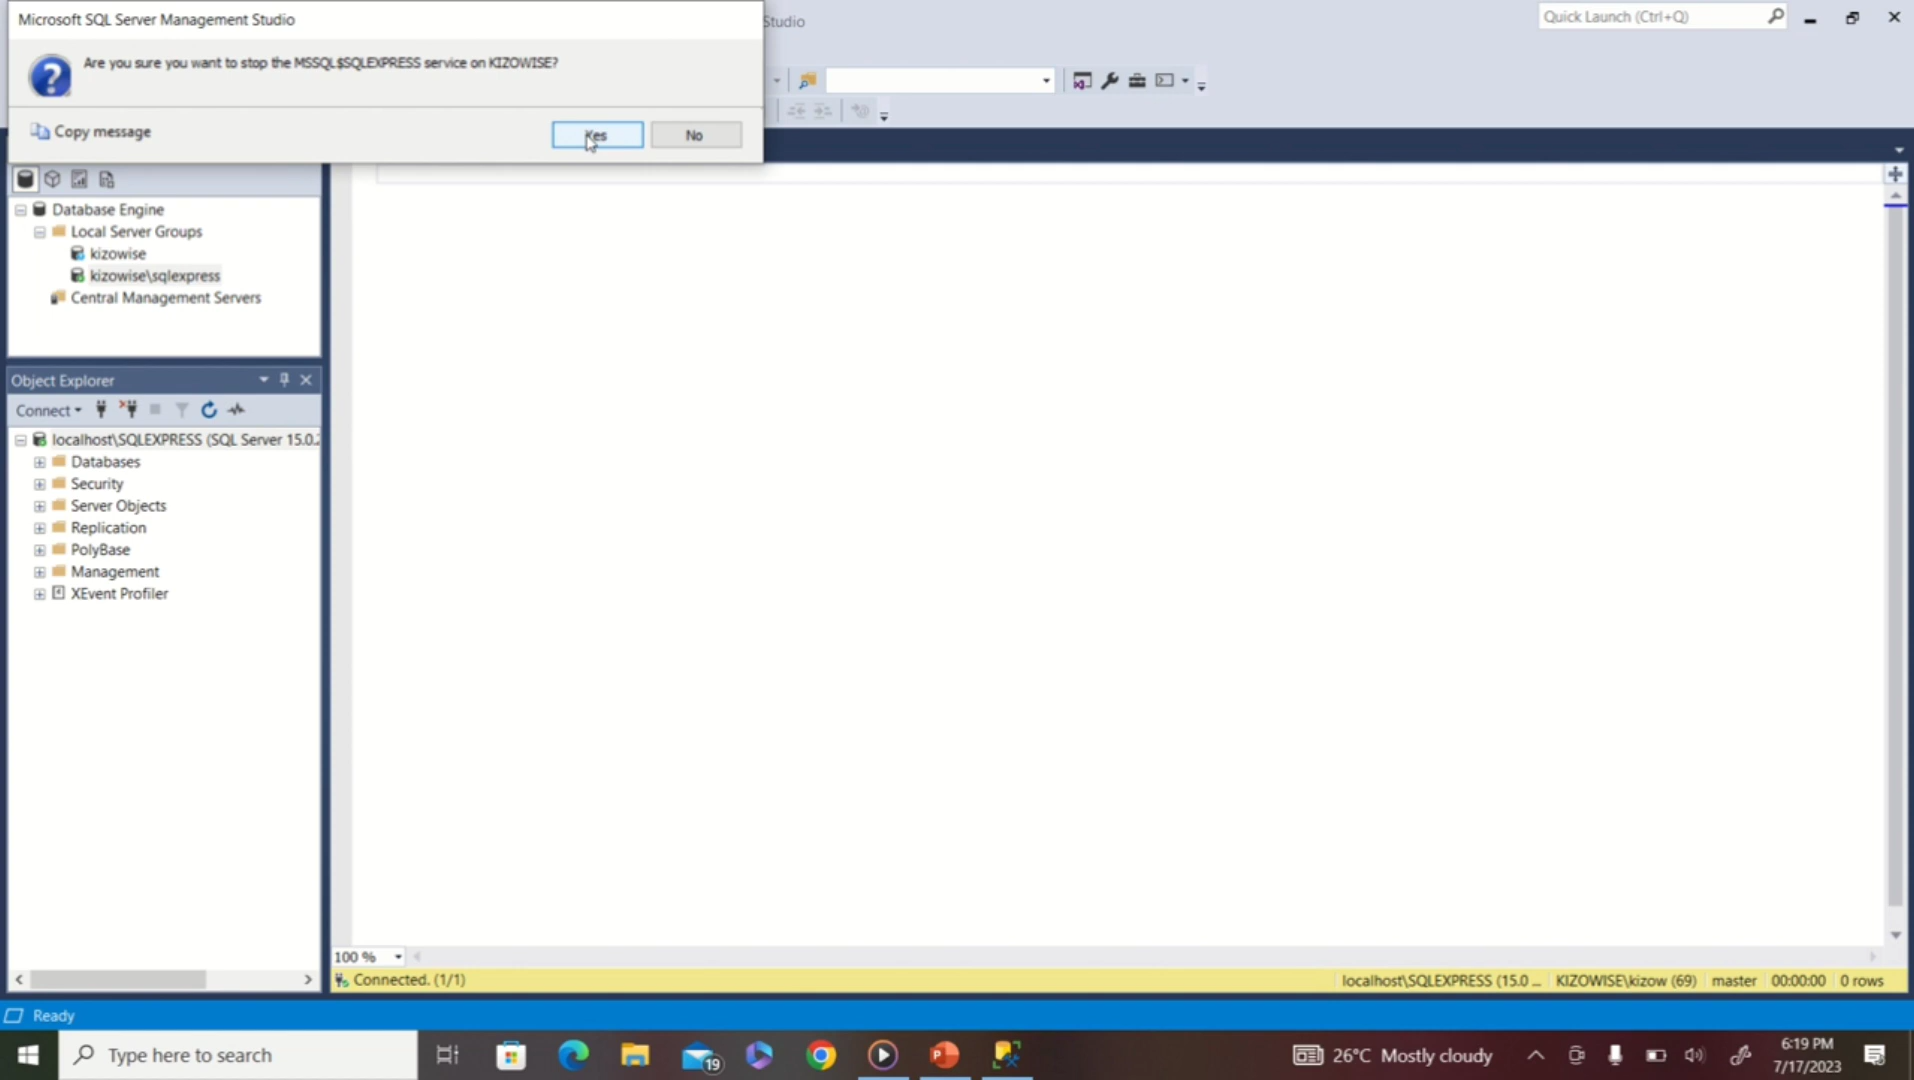 Microsoft SQL Server Management Studio
Studio
Quick Launch (Ctrl+Q)
Are you sure you want to stop the MSSQL$SQLEXPRESS service on KIZOWISE?
Copy message
Yes
No
Database Engine
Local Server Groups
kizowise
kizowise\sqlexpress
Central Management Servers
Object Explorer
Connect
localhost\SQLEXPRESS (SQL Server 15.0.
Databases
Security
Server Objects
Replication
PolyBase
Management
XEvent Profiler
100 %
Connected. (1/1)
localhost\SQLEXPRESS (15.0 ...
KIZOWISE\kizow (69)
master
00:00:00
0 rows
Ready
Type here to search
19
26°C Mostly cloudy
6:19 PM
7/17/2023